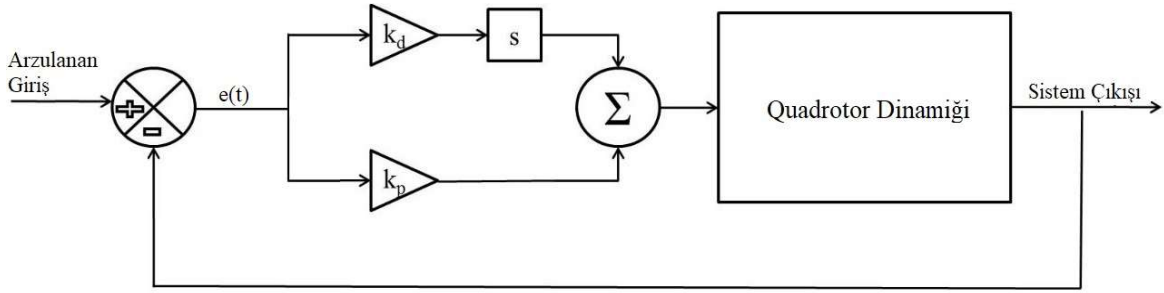 Arzulanan
Giriş
e(t)
k_d
s
k_p
Σ
Quadrotor Dinamiği
Sistem Çıkışı